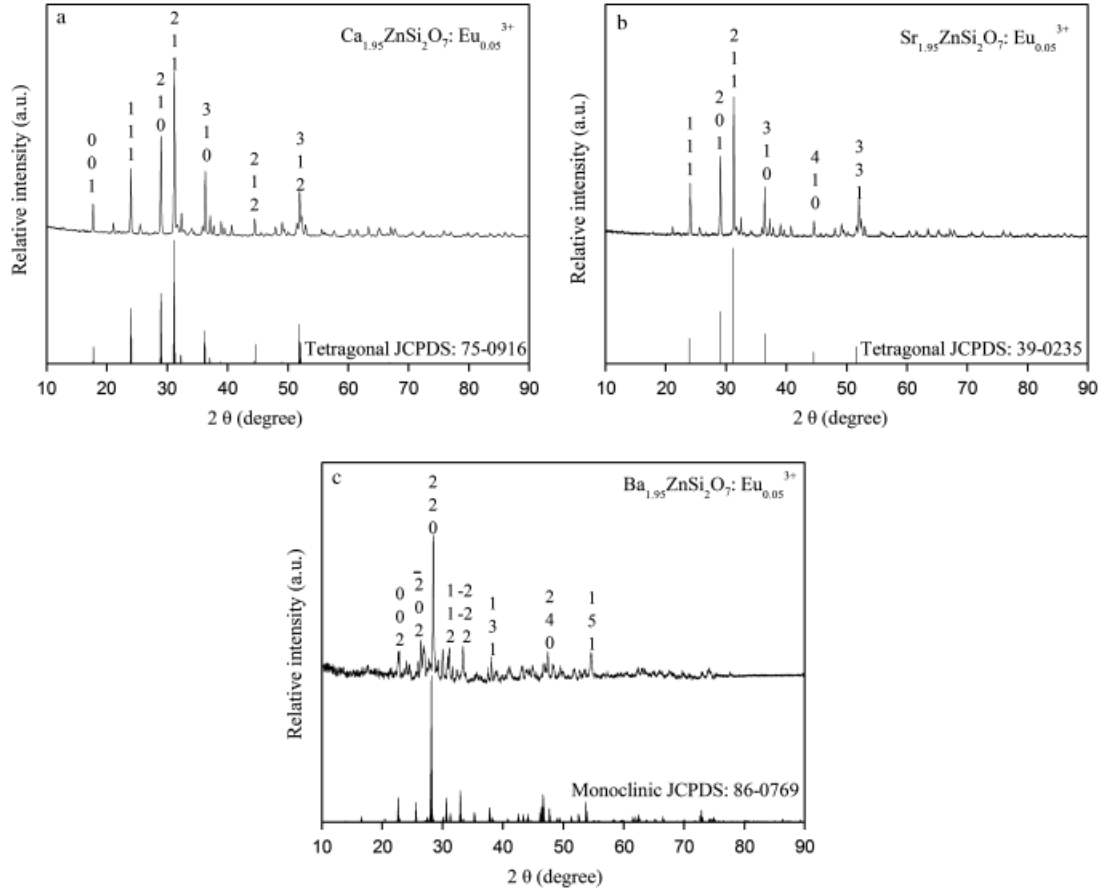 a
Ca1.95ZnSi2O7: Eu0.05 3+
0 0 1
1 1 1
2 1 0
2 1 1
3 1 0
2 1 2
3 1 2
Relative intensity (a.u.)
Tetragonal JCPDS: 75-0916
10 20 30 40 50 60 70 80 90
2 θ (degree)
b
Sr1.95ZnSi2O7: Eu0.05 3+
1 1 1
2 0 1
2 1 1
3 1 0
4 1 0
3 3
Relative intensity (a.u.)
Tetragonal JCPDS: 39-0235
10 20 30 40 50 60 70 80 90
2 θ (degree)
c
Ba1.95ZnSi2O7: Eu0.05 3+
0 0 2
-2 0 2
2 2 0
1 1 2
-2 -2 2
1 3 1
2 4 0
1 5 1
Relative intensity (a.u.)
Monoclinic JCPDS: 86-0769
10 20 30 40 50 60 70 80 90
2 θ (degree)